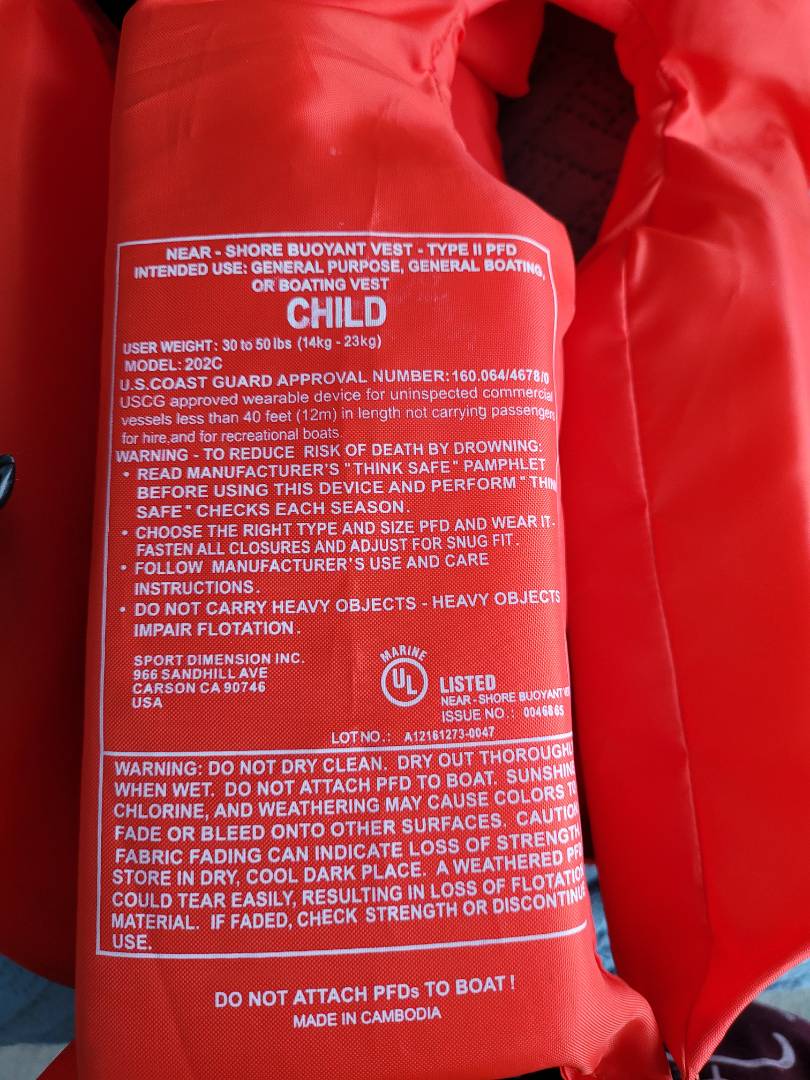 NEAR - SHORE BUOYANT VEST - TYPE II PFD
INTENDED USE: GENERAL PURPOSE, GENERAL BOATING,
OR BOATING VEST
CHILD
USER WEIGHT: 30 to 50 lbs (14kg - 23kg)
MODEL: 202C
U.S.COAST GUARD APPROVAL NUMBER:160.064/4678/0
USCG approved wearable device for uninspected commercial
vessels less than 40 feet (12m) in length not carrying passengers
for hire,and for recreational boats.
WARNING - TO REDUCE RISK OF DEATH BY DROWNING:
• READ MANUFACTURER'S "THINK SAFE" PAMPHLET
BEFORE USING THIS DEVICE AND PERFORM "THIN
SAFE" CHECKS EACH SEASON.
• CHOOSE THE RIGHT TYPE AND SIZE PFD AND WEAR IT-
FASTEN ALL CLOSURES AND ADJUST FOR SNUG FIT.
• FOLLOW MANUFACTURER'S USE AND CARE
INSTRUCTIONS.
• DO NOT CARRY HEAVY OBJECTS - HEAVY OBJECTS
IMPAIR FLOTATION.
SPORT DIMENSION INC.
966 SANDHILL AVE
CARSON CA 90746
USA
MARINE
UL
LISTED
NEAR-SHORE BUOYANT
ISSUE NO.: 0046865
LOT NO.: A12161273-0047
WARNING: DO NOT DRY CLEAN. DRY OUT THOROUGHL
WHEN WET. DO NOT ATTACH PFD TO BOAT. SUNSHIN
CHLORINE, AND WEATHERING MAY CAUSE COLORS TO
FADE OR BLEED ONTO OTHER SURFACES. CAUTION
FABRIC FADING CAN INDICATE LOSS OF STRENGTH
STORE IN DRY, COOL DARK PLACE. A WEATHERED PF
COULD TEAR EASILY, RESULTING IN LOSS OF FLOTATIO
MATERIAL. IF FADED, CHECK STRENGTH OR DISCONTINU
USE.
DO NOT ATTACH PFDs TO BOAT !
MADE IN CAMBODIA